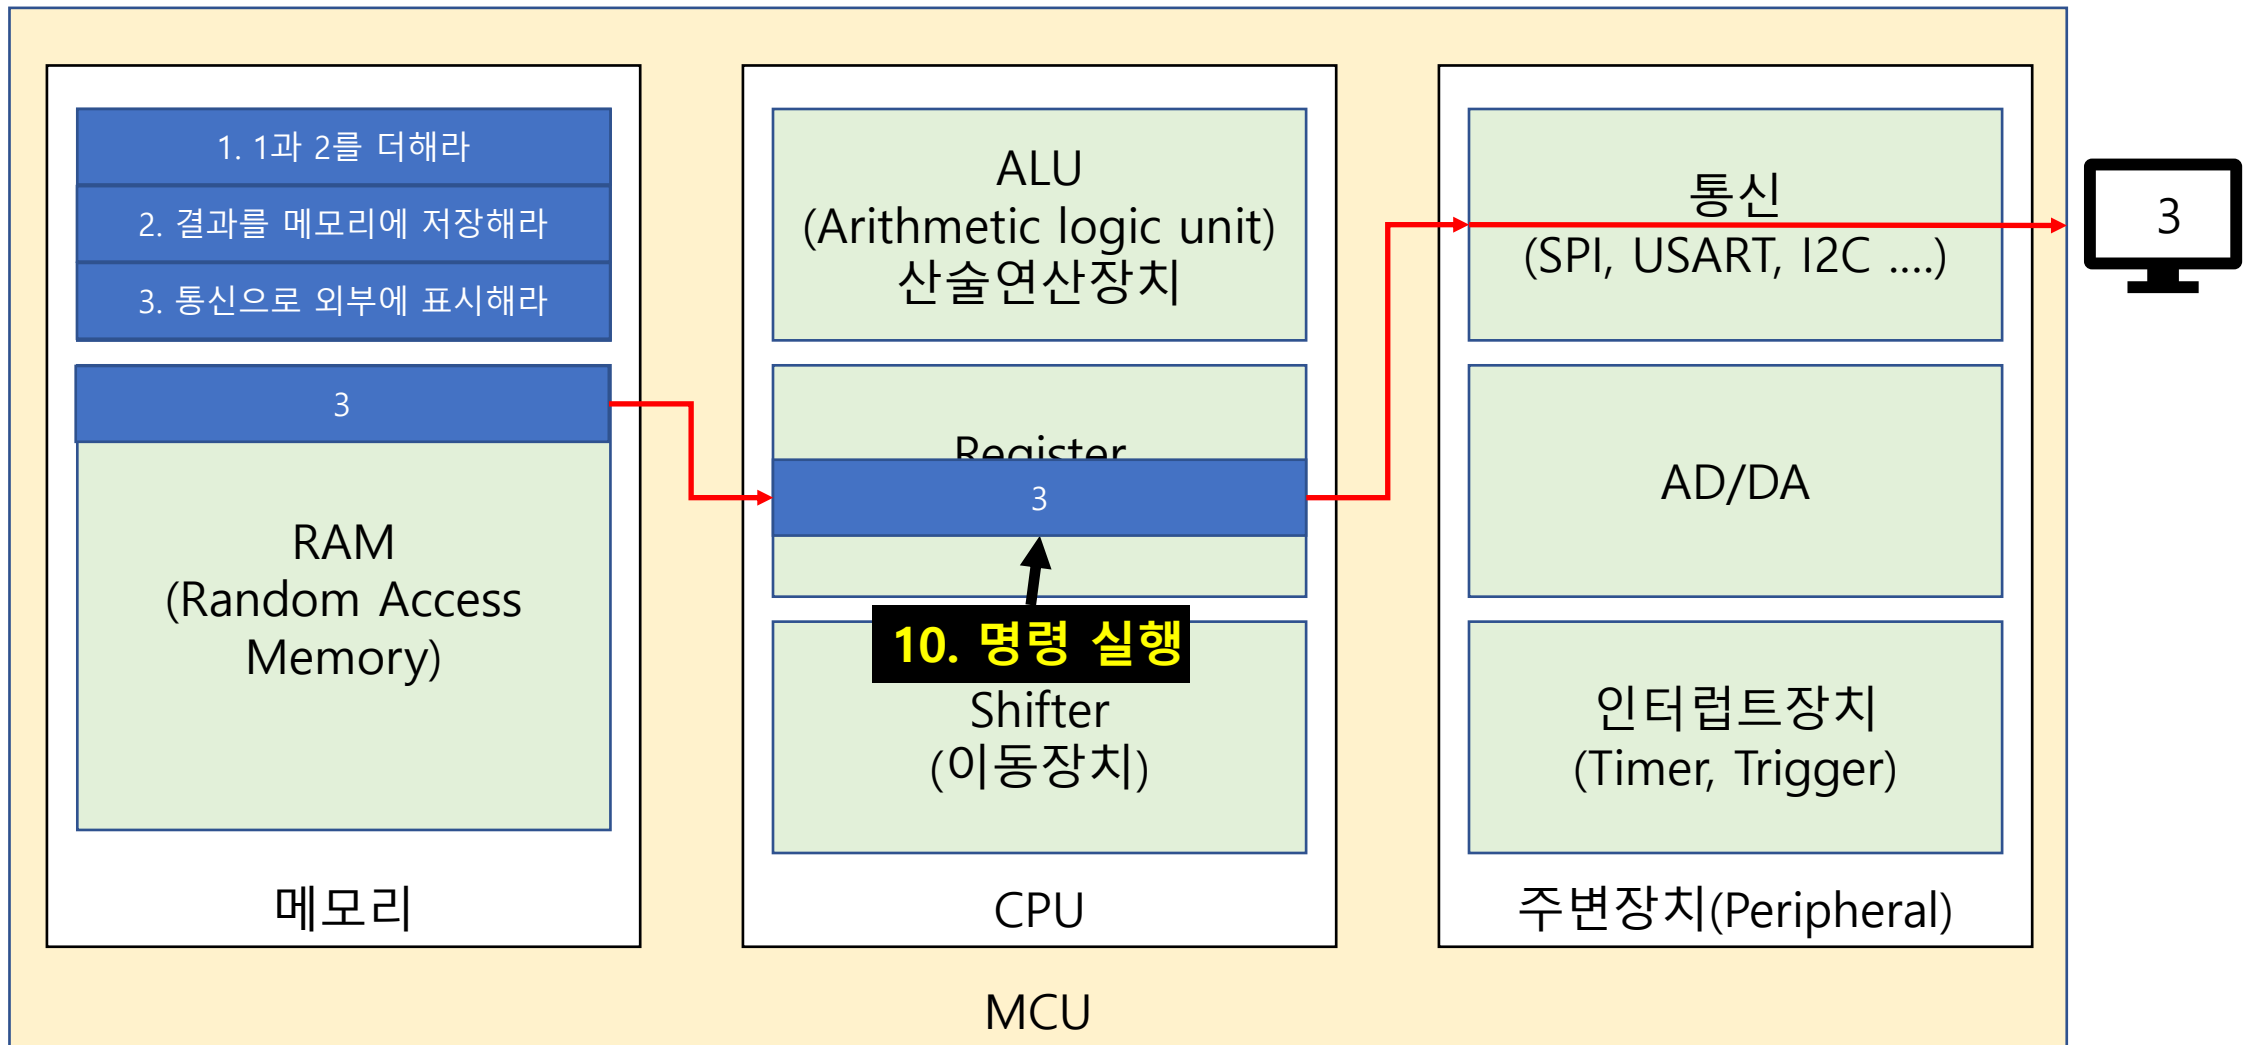 1. 1과 2를 더해라
2. 결과를 메모리에 저장해라
3. 통신으로 외부에 표시해라
3
RAM
(Random Access
Memory)
메모리
ALU
(Arithmetic logic unit)
산술연산장치
Register
3
10. 명령 실행
Shifter
(이동장치)
CPU
통신
(SPI, USART, I2C ....)
AD/DA
인터럽트장치
(Timer, Trigger)
주변장치(Peripheral)
3
MCU